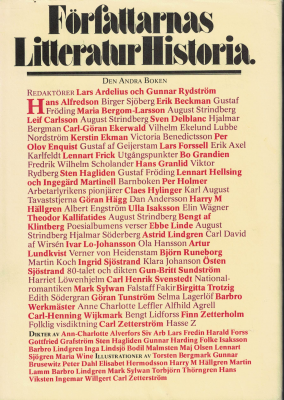 Författarnas
LitteraturHistoria.
DEN ANDRA BOKEN
REDAKTÖRER Lars Ardelius och Gunnar Rydström
Hans Alfredson Birger Sjöberg Erik Beckman Gustaf
Fröding Maria Bergom-Larsson August Strindberg
Leif Carlsson August Strindberg Sven Delblanc Hjalmar
Bergman Carl-Göran Ekerwald Vilhelm Ekelund Lubbe
Nordström Kerstin Ekman Victoria Benedictsson Per
Olov Enquist Gustaf af Geijerstam Lars Forssell Erik Axel
Karlfeldt Lennart Frick Utgångspunkter Bo Grandien
Fredrik Wilhelm Scholander Hans Granlid Viktor
Rydberg Sten Hagliden Gustaf Fröding Lennart Hellsing
och Ingegärd Martinell Barnboken Per Holmer
Arbetarlyrikens pionjärer Claes Hylinger Karl August
Tavaststjerna Göran Hägg Dan Andersson Harry M
Hällgren Albert Engström Ulla Isaksson Elin Wägner
Theodor Kallifatides August Strindberg Bengt af
Klintberg Poesialbumens verser Ebbe Linde August
Strindberg Hjalmar Söderberg Astrid Lindgren Carl David
af Wirsén Ivar Lo-Johansson Ola Hansson Artur
Lundkvist Verner von Heidenstam Björn Runeborg
Martin Koch Ingrid Sjöstrand Klara Johanson Östen
Sjöstrand 80-talet och dikten Gun-Britt Sundström
Harriet Löwenhjelm Carl Henrik Svenstedt National-
romantiken Mark Sylwan Falstaff Fakir Birgitta Trotzig
Edith Södergran Göran Tunström Selma Lagerlöf Barbro
Werkmäster Anne Charlotte Leffler Alfhild Agrell
Carl-Henning Wijkmark Bengt Lidforss Finn Zetterholm
Folklig visdiktning Carl Zetterström Hasse Z
DIKTER AV Ann-Charlotte Alverfors Siv Arb Lars Fredin Harald Forss
Gottfried Grafström Sten Hagliden Gunnar Harding Folke Isaksson
Barbro Lindgren Inga Lindsjö Bodil Malmsten Maj Olsen Lennart
Sjögren Maria Wine ILLUSTRATIONER AV Torsten Bergmark Gunnar
Brusewitz Peter Dahl Elisabet Hermodsson Harry M Hällgren Martin
Lamm Barbro Lindgren Mark Sylwan Torbjörn Thörngren Hans
Viksten Ingemar Willgert Carl Zetterström